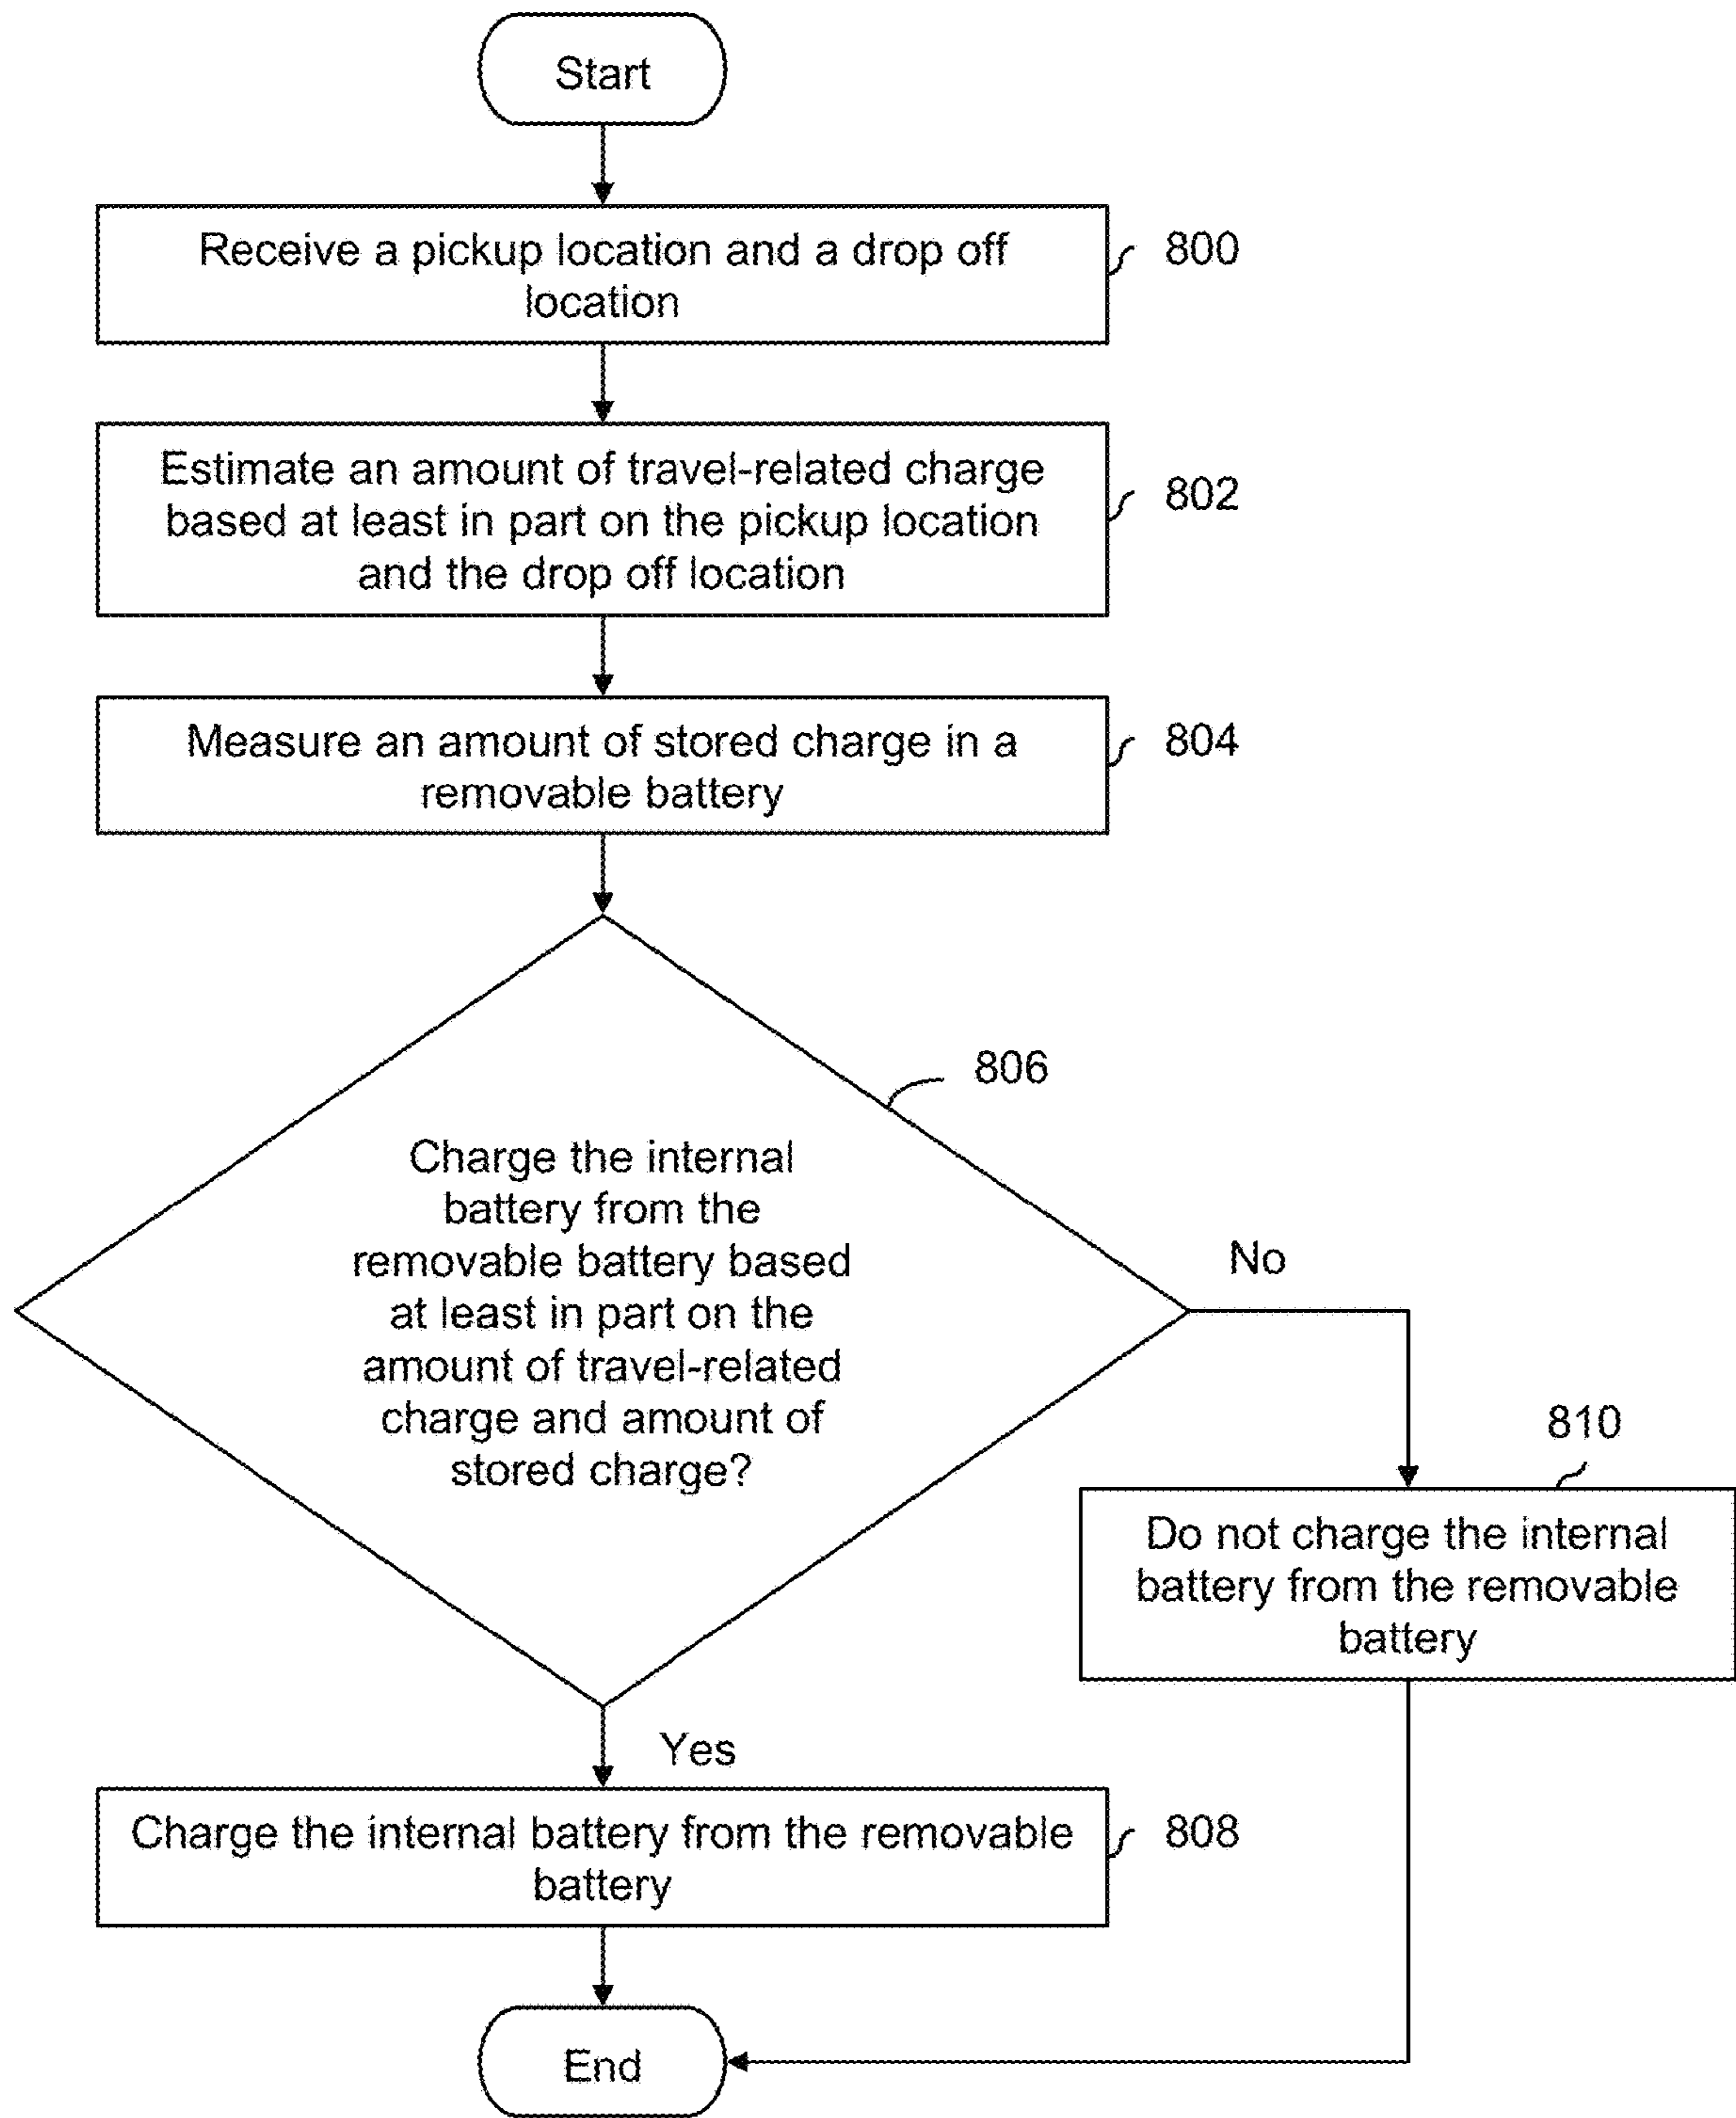 Start
Receive a pickup location and a drop off
location
800
Estimate an amount of travel-related charge
based at least in part on the pickup location
and the drop off location
802
Measure an amount of stored charge in a
removable battery
804
806
Charge the internal
battery from the
removable battery based
at least in part on the
amount of travel-related
charge and amount of
stored charge?
No
810
Do not charge the internal
battery from the removable
battery
Yes
Charge the internal battery from the removable
battery
808
End